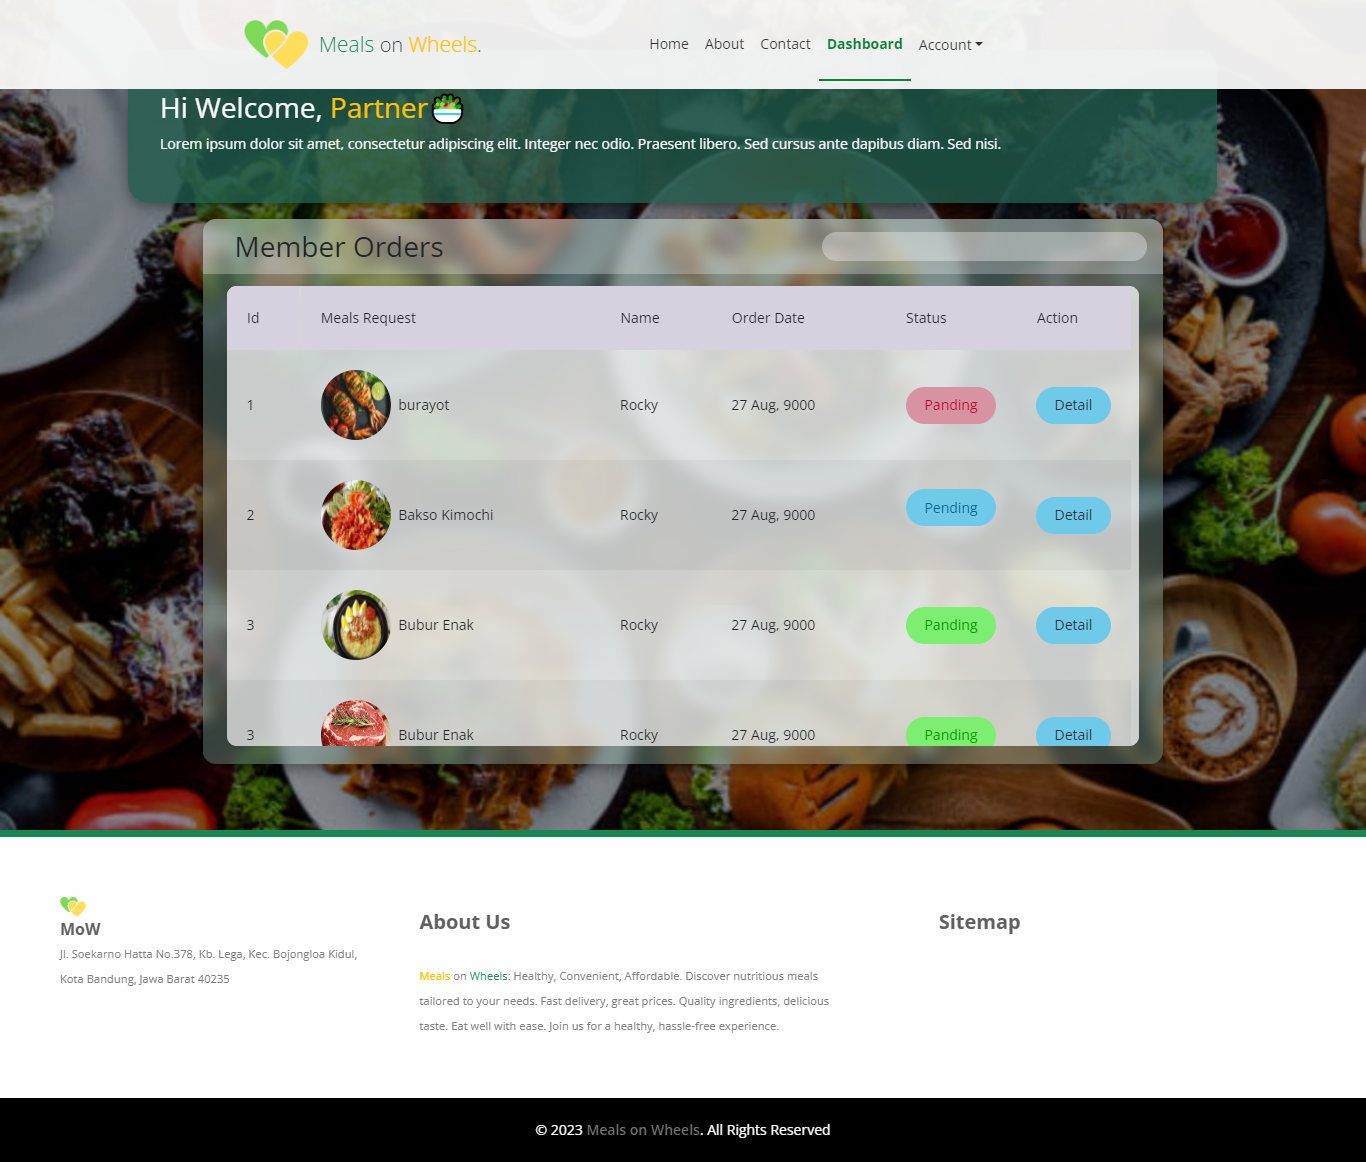 Meals on Wheels.
Home About Contact Dashboard Account
Hi Welcome, Partner
Lorem ipsum dolor sit amet, consectetur adipiscing elit. Integer nec odio. Praesent libero. Sed cursus ante dapibus diam. Sed nisi.
Member Orders
Id Meals Request Name Order Date Status Action
1 burayot Rocky 27 Aug, 9000 Panding Detail
2 Bakso Kimochi Rocky 27 Aug, 9000 Pending Detail
3 Bubur Enak Rocky 27 Aug, 9000 Panding Detail
3 Bubur Enak Rocky 27 Aug, 9000 Panding Detail
MoW
Jl. Soekarno Hatta No.378, Kb. Lega, Kec. Bojongloa Kidul,
Kota Bandung, Jawa Barat 40235
About Us
Meals on Wheels: Healthy, Convenient, Affordable. Discover nutritious meals
tailored to your needs. Fast delivery, great prices. Quality ingredients, delicious
taste. Eat well with ease. Join us for a healthy, hassle-free experience.
Sitemap
© 2023 Meals on Wheels. All Rights Reserved